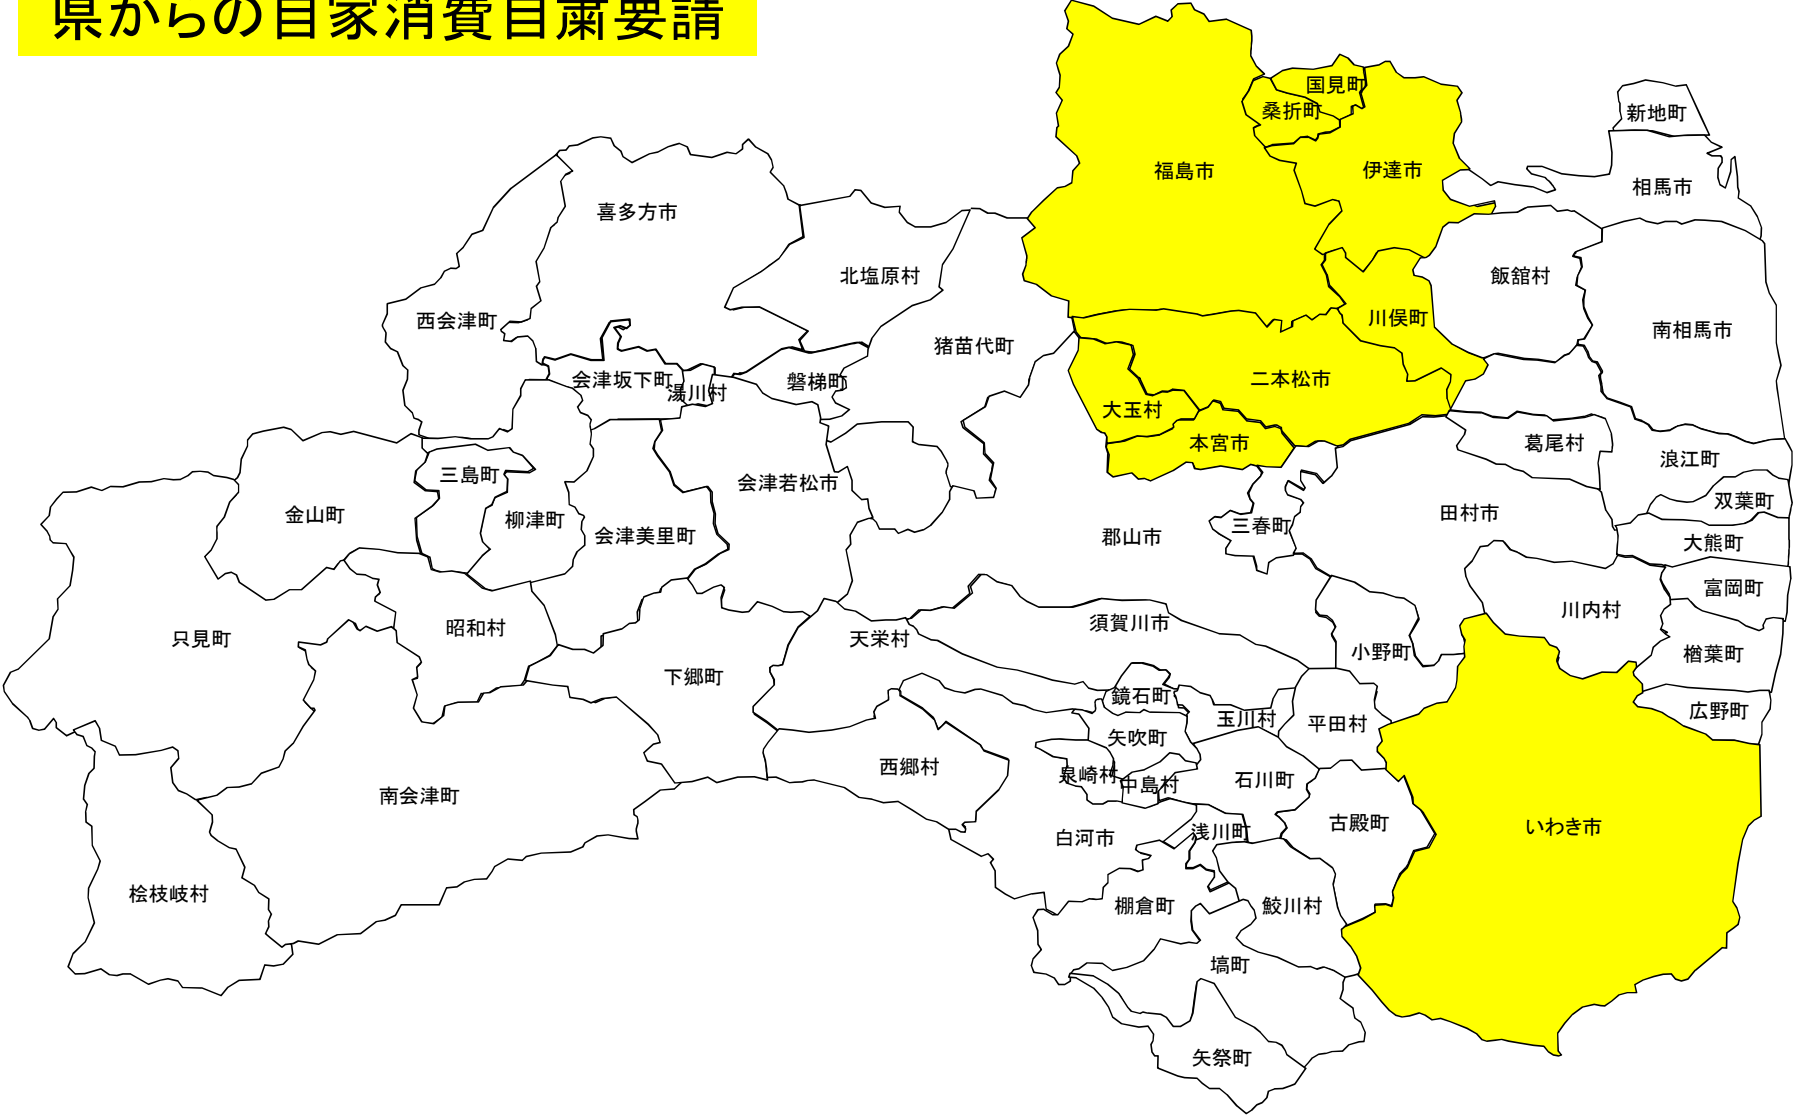 県からの自家消費自粛要請
国見町
桑折町
新地町
福島市
伊達市
相馬市
喜多方市
北塩原村
飯舘村
西会津町
川俣町
南相馬市
猪苗代町
会津坂下町
湯川村
磐梯町
二本松市
大玉村
本宮市
葛尾村
浪江町
三島町
会津若松市
双葉町
金山町
柳津町
会津美里町
郡山市
三春町
田村市
大熊町
富岡町
川内村
只見町
昭和村
天栄村
須賀川市
小野町
楢葉町
下郷町
鏡石町
玉川村
平田村
広野町
矢吹町
西郷村
泉崎村
中島村
石川町
南会津町
白河市
浅川町
古殿町
いわき市
桧枝岐村
棚倉町
鮫川村
塙町
矢祭町